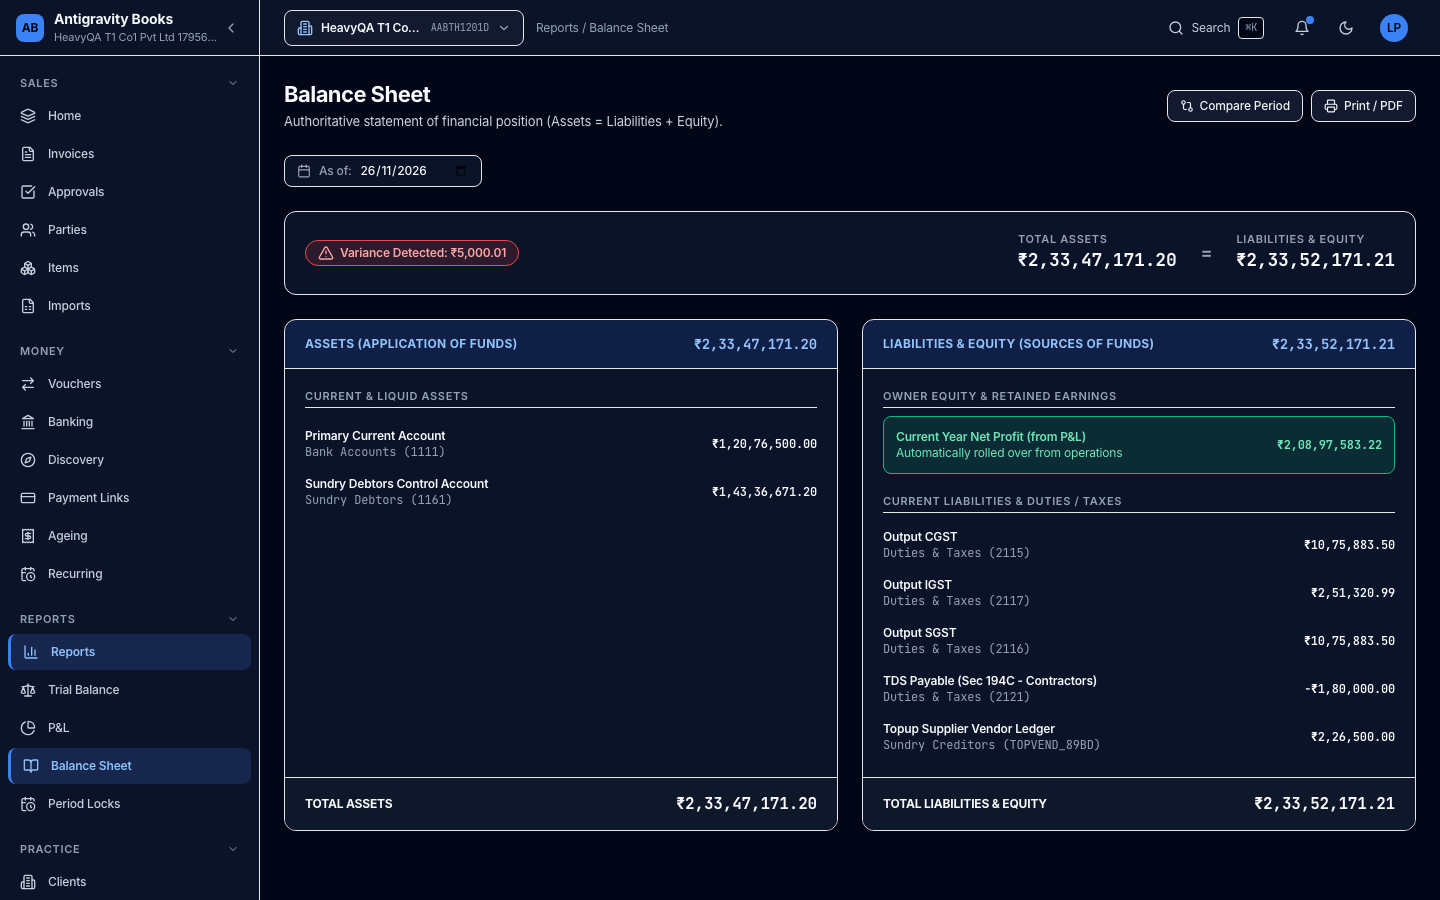 AB
Antigravity Books
HeavyQA T1 Co1 Pvt Ltd 17956...
HeavyQA T1 Co...
AABTH1201D
Reports / Balance Sheet
Search
⌘K
LP
SALES
Home
Invoices
Approvals
Parties
Items
Imports
MONEY
Vouchers
Banking
Discovery
Payment Links
Ageing
Recurring
REPORTS
Reports
Trial Balance
P&L
Balance Sheet
Period Locks
PRACTICE
Clients
Balance Sheet
Authoritative statement of financial position (Assets = Liabilities + Equity).
Compare Period
Print / PDF
As of: 26/11/2026
Variance Detected: ₹5,000.01
TOTAL ASSETS
₹2,33,47,171.20
=
LIABILITIES & EQUITY
₹2,33,52,171.21
ASSETS (APPLICATION OF FUNDS) ₹2,33,47,171.20
CURRENT & LIQUID ASSETS
Primary Current Account
Bank Accounts (1111)
₹1,20,76,500.00
Sundry Debtors Control Account
Sundry Debtors (1161)
₹1,43,36,671.20
TOTAL ASSETS ₹2,33,47,171.20
LIABILITIES & EQUITY (SOURCES OF FUNDS) ₹2,33,52,171.21
OWNER EQUITY & RETAINED EARNINGS
Current Year Net Profit (from P&L)
Automatically rolled over from operations
₹2,08,97,583.22
CURRENT LIABILITIES & DUTIES / TAXES
Output CGST
Duties & Taxes (2115)
₹10,75,883.50
Output IGST
Duties & Taxes (2117)
₹2,51,320.99
Output SGST
Duties & Taxes (2116)
₹10,75,883.50
TDS Payable (Sec 194C - Contractors)
Duties & Taxes (2121)
-₹1,80,000.00
Topup Supplier Vendor Ledger
Sundry Creditors (TOPVEND_89BD)
₹2,26,500.00
TOTAL LIABILITIES & EQUITY ₹2,33,52,171.21